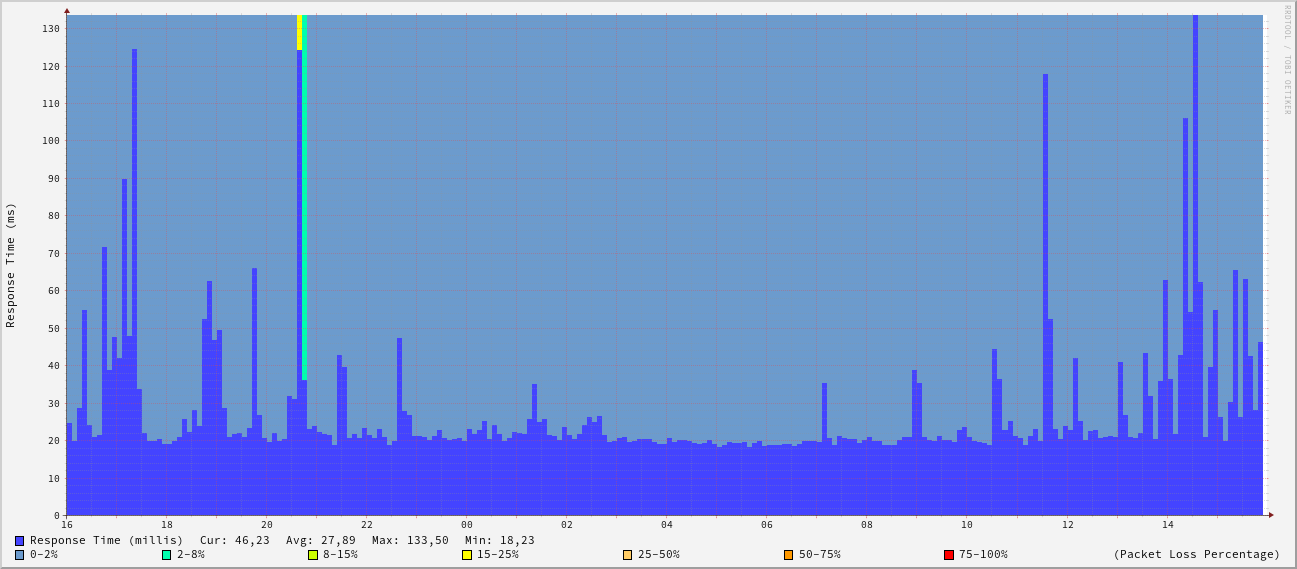 RRDTOOL / TOBI OETIKER
Response Time (ms)
130
120
110
100
90
80
70
60
50
40
30
20
10
0
16 18 20 22 00 02 04 06 08 10 12 14
Response Time (millis) Cur: 46,23 Avg: 27,89 Max: 133,50 Min: 18,23
0-2% 2-8% 8-15% 15-25% 25-50% 50-75% 75-100% (Packet Loss Percentage)